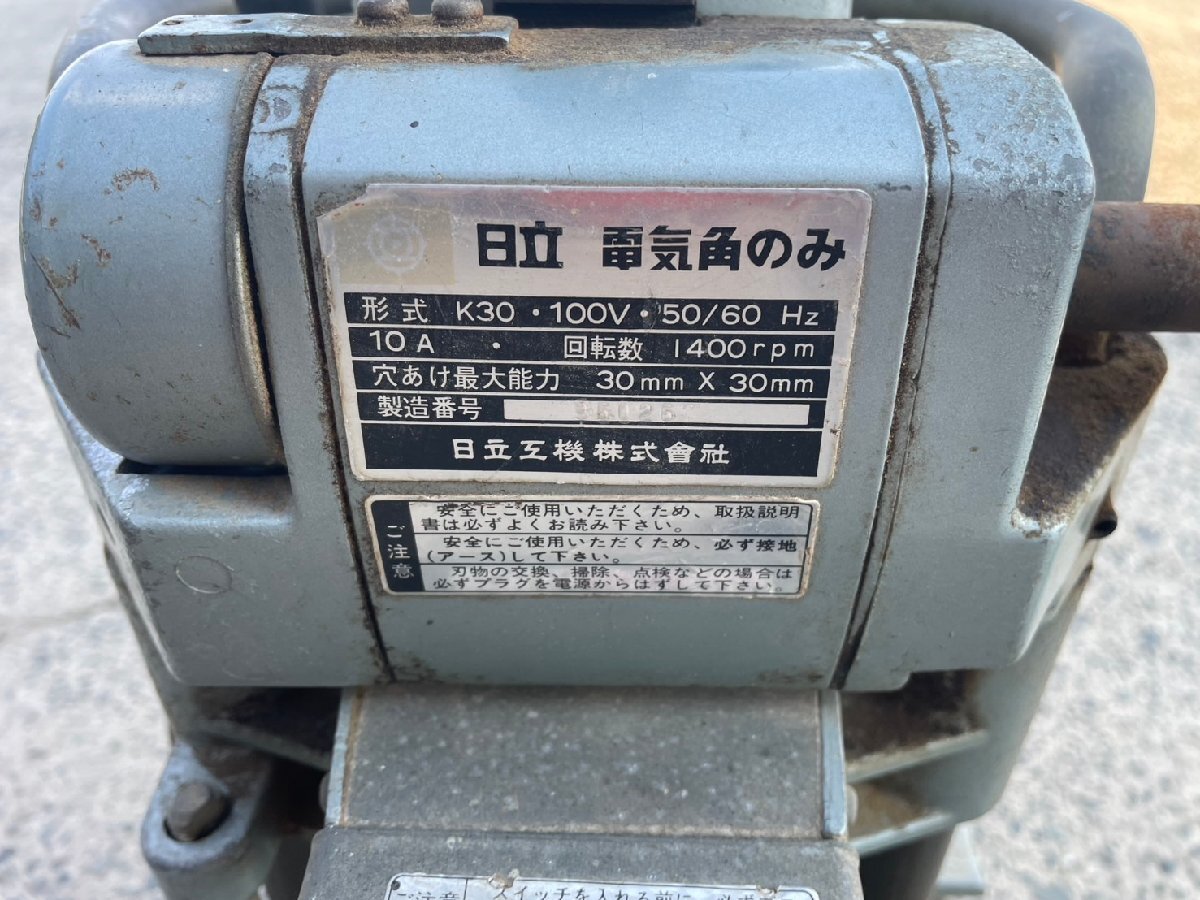 日立 電気角のみ
形式 K30・100V・50/60 Hz
10A ・ 回転数 1400rpm
穴あけ最大能力 30mm X 30mm
製造番号
日立工機株式會社
ご注意
安全にご使用いただくため、取扱説明
書は必ずよくお読み下さい。
安全にご使用いただくため、必ず接地
(アース)して下さい。
刃物の交換、掃除、点検などの場合は
必ずプラグを電源からはずして下さい。
ご注意 スイッチを入れる前に、必ず